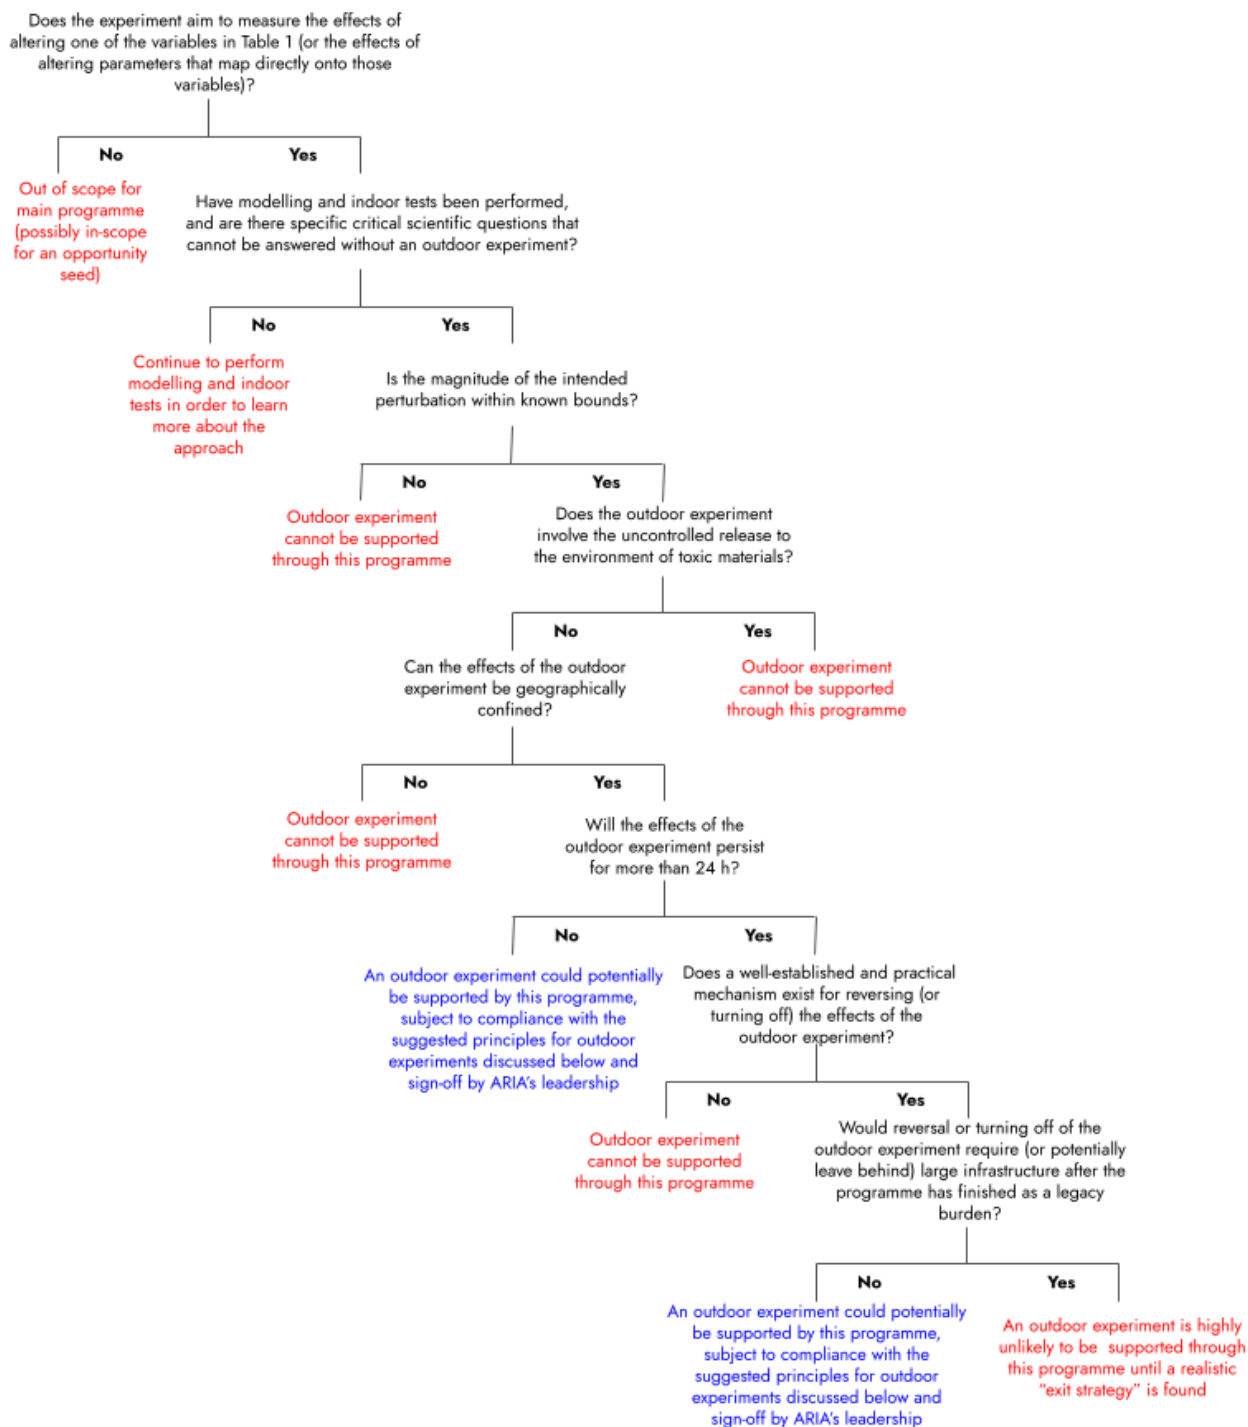 Does the experiment aim to measure the effects of
altering one of the variables in Table 1 (or the effects of
altering parameters that map directly onto those
variables)?
No
Yes
Out of scope for
main programme
(possibly in-scope
for an opportunity
seed)
Have modelling and indoor tests been performed,
and are there specific critical scientific questions that
cannot be answered without an outdoor experiment?
No
Yes
Continue to perform
modelling and indoor
tests in order to learn
more about the
approach
Is the magnitude of the intended
perturbation within known bounds?
No
Yes
Outdoor experiment
cannot be supported
through this programme
Does the outdoor experiment
involve the uncontrolled release to
the environment of toxic materials?
No
Yes
Can the effects of the outdoor
experiment be geographically
confined?
Outdoor experiment
cannot be supported
through this programme
No
Yes
Outdoor experiment
cannot be supported
through this programme
Will the effects of the
outdoor experiment persist
for more than 24 h?
No
Yes
An outdoor experiment could potentially
be supported by this programme,
subject to compliance with the
suggested principles for outdoor
experiments discussed below and
sign-off by ARIA's leadership
Does a well-established and practical
mechanism exist for reversing (or
turning off) the effects of the
outdoor experiment?
No
Yes
Outdoor experiment
cannot be supported
through this programme
Would reversal or turning off of the
outdoor experiment require (or potentially
leave behind) large infrastructure after the
programme has finished as a legacy
burden?
No
Yes
An outdoor experiment could potentially
be supported by this programme,
subject to compliance with the
suggested principles for outdoor
experiments discussed below and
sign-off by ARIA's leadership
An outdoor experiment is highly
unlikely to be supported through
this programme until a realistic
"exit strategy" is found